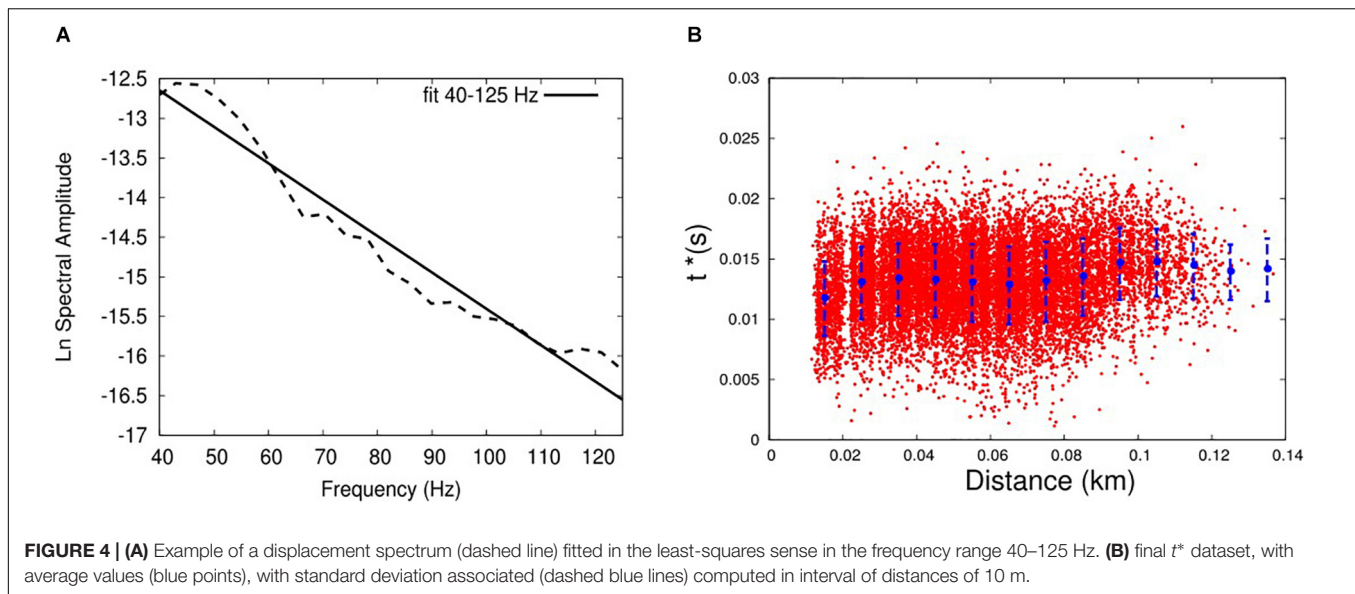 A
Ln Spectral Amplitude
-12.5
-13
-13.5
-14
-14.5
-15
-15.5
-16
-16.5
-17
fit 40-125 Hz
40 50 60 70 80 90 100 110 120
Frequency (Hz)
B
t *(s)
0.03
0.025
0.02
0.015
0.01
0.005
0
0 0.02 0.04 0.06 0.08 0.1 0.12 0.14
Distance (km)
FIGURE 4 | (A) Example of a displacement spectrum (dashed line) fitted in the least-squares sense in the frequency range 40–125 Hz. (B) final t* dataset, with
average values (blue points), with standard deviation associated (dashed blue lines) computed in interval of distances of 10 m.